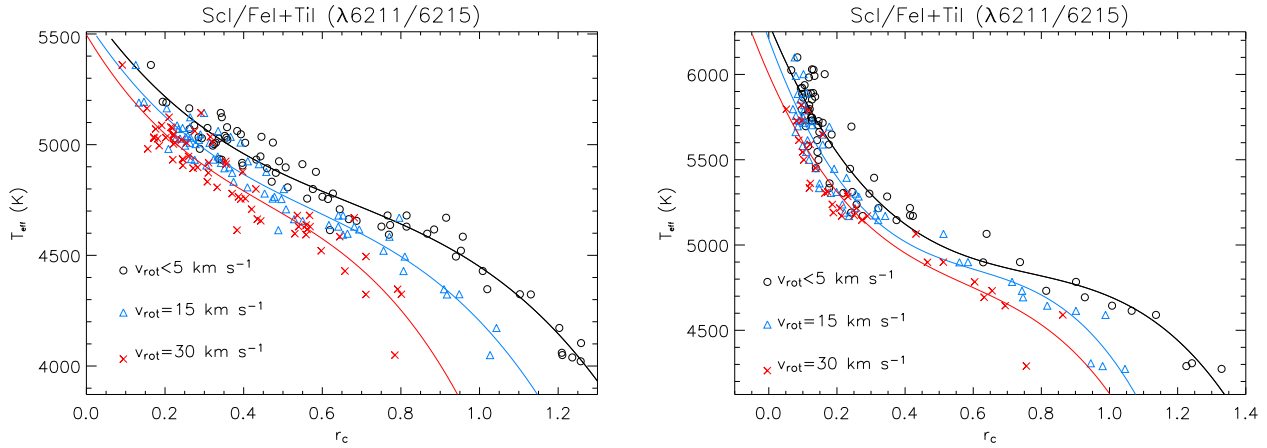 ScI/FeI+TiI (λ6211/6215)
5500
5000
4500
4000
T_eff (K)
v_rot<5 km s⁻¹
v_rot=15 km s⁻¹
v_rot=30 km s⁻¹
0.0 0.2 0.4 0.6 0.8 1.0 1.2
r_c
ScI/FeI+TiI (λ6211/6215)
6000
5500
5000
4500
T_eff (K)
v_rot<5 km s⁻¹
v_rot=15 km s⁻¹
v_rot=30 km s⁻¹
0.0 0.2 0.4 0.6 0.8 1.0 1.2 1.4
r_c